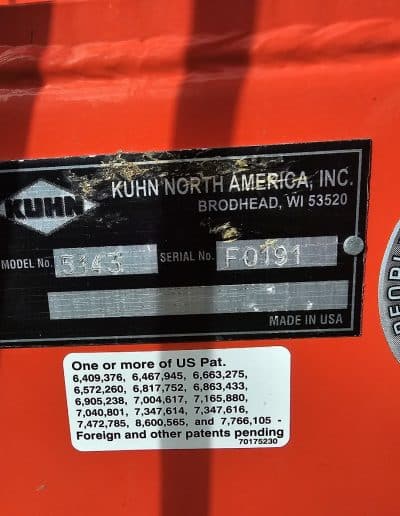 KUHN
KUHN NORTH AMERICA, INC.
BRODHEAD, WI 53520
MODEL No. 5143 SERIAL No. F0191
MADE IN USA
One or more of US Pat.
6,409,376, 6,467,945, 6,663,275,
6,572,260, 6,817,752, 6,863,433,
6,905,238, 7,004,617, 7,165,880,
7,040,801, 7,347,614, 7,347,616,
7,472,785, 8,600,565, and 7,766,105 -
Foreign and other patents pending
70175230